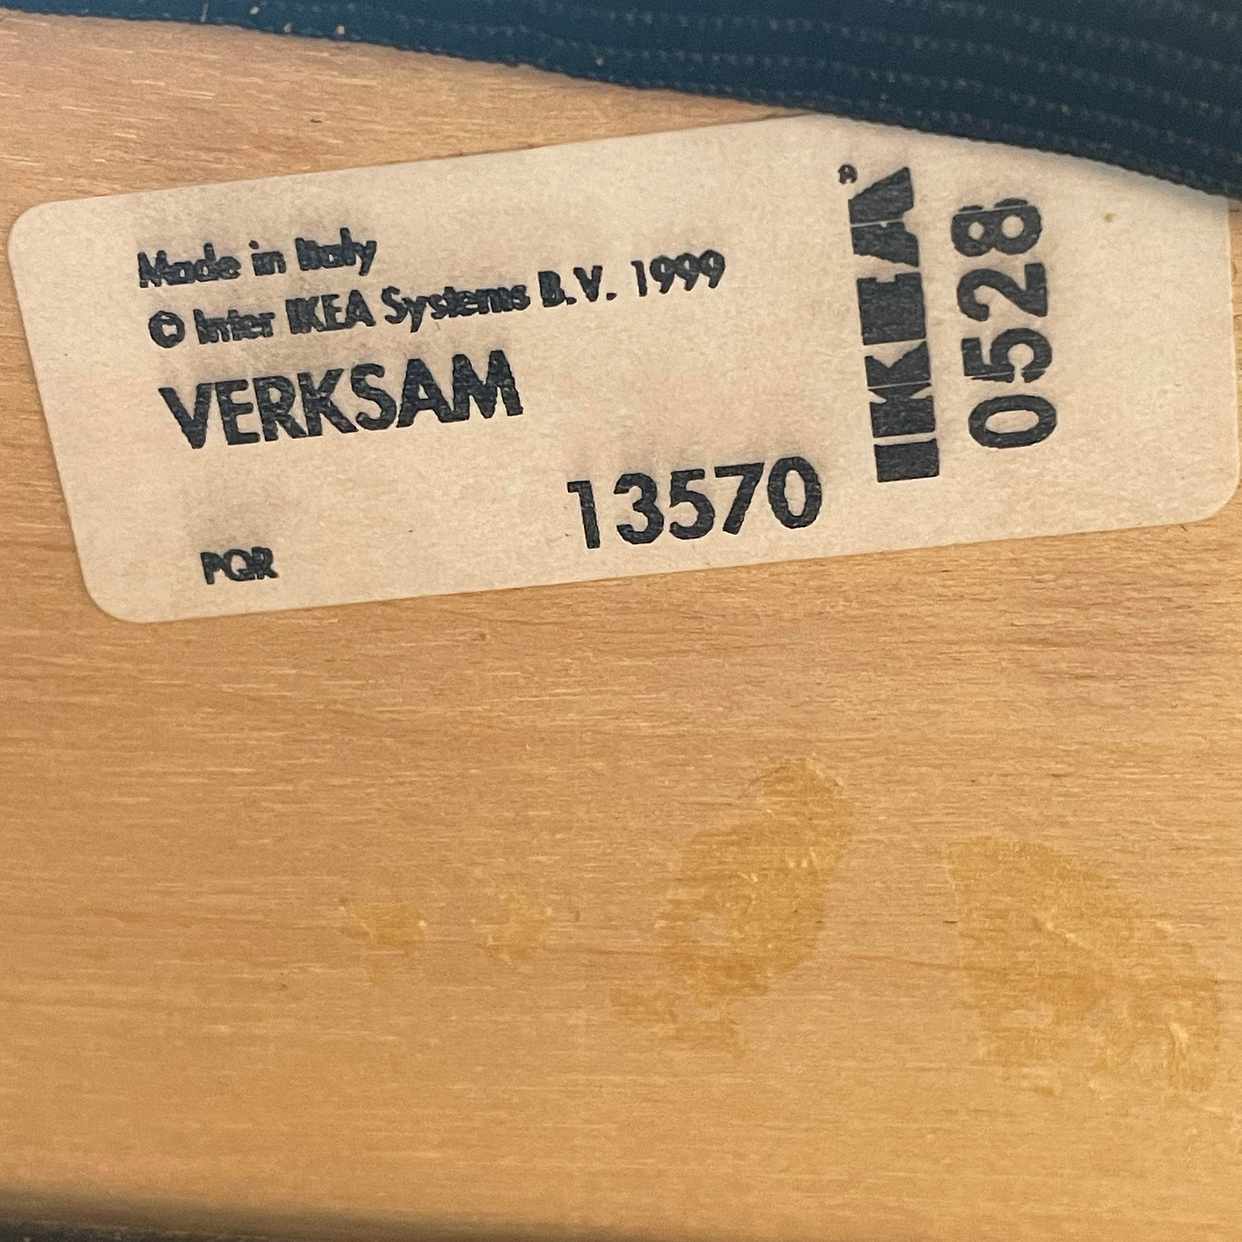 Made in Italy
© Inter IKEA Systems B.V. 1999
VERKSAM
13570
PQR
IKEA®
0528